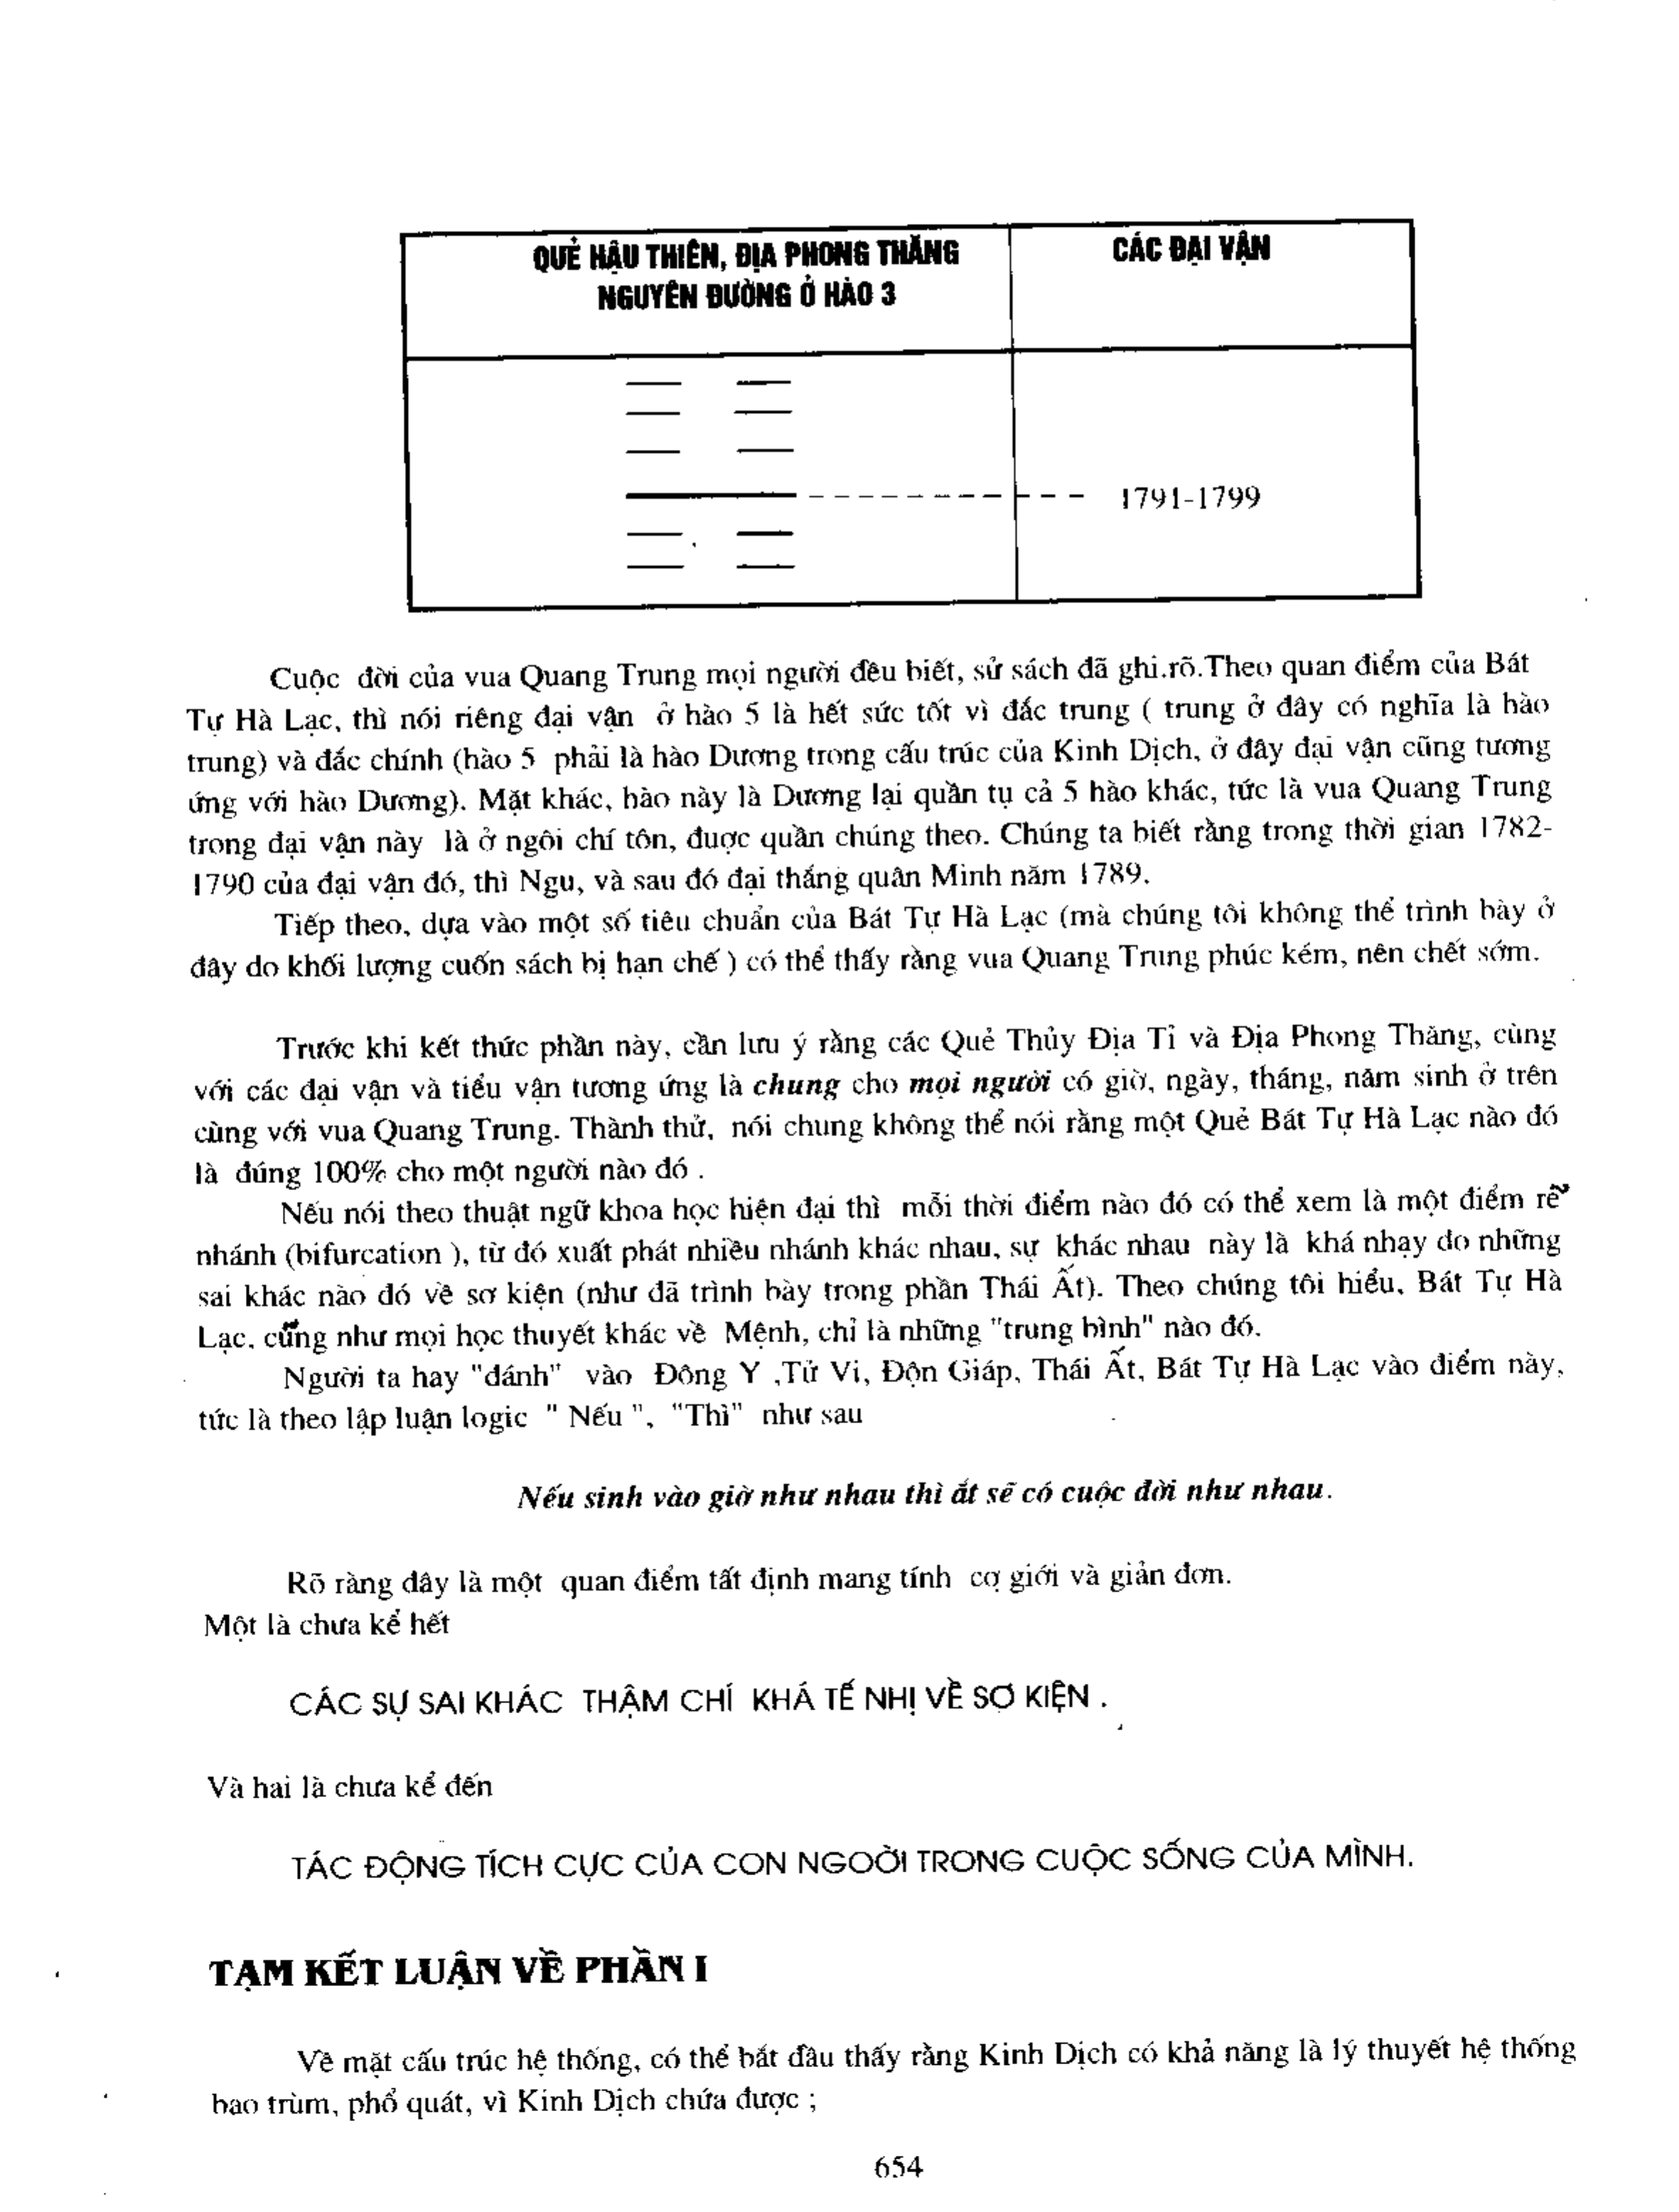 QUẺ HẬU THIÊN, ĐỊA PHONG THĂNG
NGUYÊN ĐƯỜNG Ở HÀO 3
CÁC ĐẠI VẬN
1791-1799
Cuộc đời của vua Quang Trung mọi người đều biết, sử sách đã ghi.rõ.Theo quan điểm của Bát
Tự Hà Lạc, thì nói riêng đại vận ở hào 5 là hết sức tốt vì đắc trung ( trung ở đây có nghĩa là hào
trung) và đắc chính (hào 5 phải là hào Dương trong cấu trúc của Kinh Dịch, ở đây đại vận cũng tương
ứng với hào Dương). Mặt khác, hào này là Dương lại quần tụ cả 5 hào khác, tức là vua Quang Trung
trong đại vận này là ở ngôi chí tôn, đuợc quần chúng theo. Chúng ta biết rằng trong thời gian 1782-
1790 của đại vận đó, thì Ngu, và sau đó đại thắng quân Minh năm 1789.
Tiếp theo, dựa vào một số tiêu chuẩn của Bát Tự Hà Lạc (mà chúng tôi không thể trình bày ở
đây do khối lượng cuốn sách bị hạn chế ) có thể thấy rằng vua Quang Trung phúc kém, nên chết sớm.
Trước khi kết thức phần này, cần lưu ý rằng các Quẻ Thủy Địa Tỉ và Địa Phong Thăng, cùng
với các đại vận và tiểu vận tương ứng là chung cho mọi người có giờ, ngày, tháng, năm sinh ở trên
cùng với vua Quang Trung. Thành thử, nói chung không thể nói rằng một Quẻ Bát Tự Hà Lạc nào đó
là đúng 100% cho một người nào đó .
Nếu nói theo thuật ngữ khoa học hiện đại thì mỗi thời điểm nào đó có thể xem là một điểm rẽ
nhánh (bifurcation ), từ đó xuất phát nhiều nhánh khác nhau, sự khác nhau này là khá nhạy do những
sai khác nào đó về sơ kiện (như đã trình bày trong phần Thái Ất). Theo chúng tôi hiểu, Bát Tự Hà
Lạc, cũng như mọi học thuyết khác về Mệnh, chỉ là những "trung bình" nào đó.
Người ta hay "đánh" vào Đông Y ,Tử Vi, Độn Giáp, Thái Ất, Bát Tự Hà Lạc vào điểm này,
tức là theo lập luận logic " Nếu ", "Thì" như sau
Nếu sinh vào giờ như nhau thì ắt sẽ có cuộc đời như nhau.
Rõ ràng đây là một quan điểm tất định mang tính cơ giới và giản đơn.
Một là chưa kể hết
CÁC SỰ SAI KHÁC THẬM CHÍ KHÁ TẾ NHỊ VỀ SƠ KIỆN .
Và hai là chưa kể đến
TÁC ĐỘNG TÍCH CỰC CỦA CON NGOỜI TRONG CUỘC SỐNG CỦA MÌNH.
TẠM KẾT LUẬN VỀ PHẦN I
Về mặt cấu trúc hệ thống, có thể bắt đầu thấy rằng Kinh Dịch có khả năng là lý thuyết hệ thống
bao trùm, phổ quát, vì Kinh Dịch chứa được ;
654